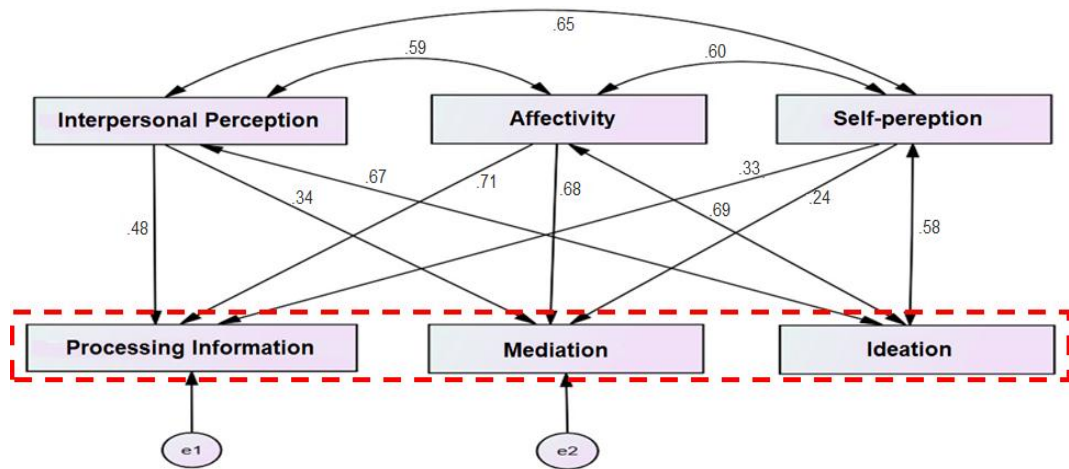 .65
.59
.60
Interpersonal Perception
Affectivity
Self-pereption
.67
.71
.33
.34
.68
.24
.48
.69
.58
Processing Information
Mediation
Ideation
e1
e2